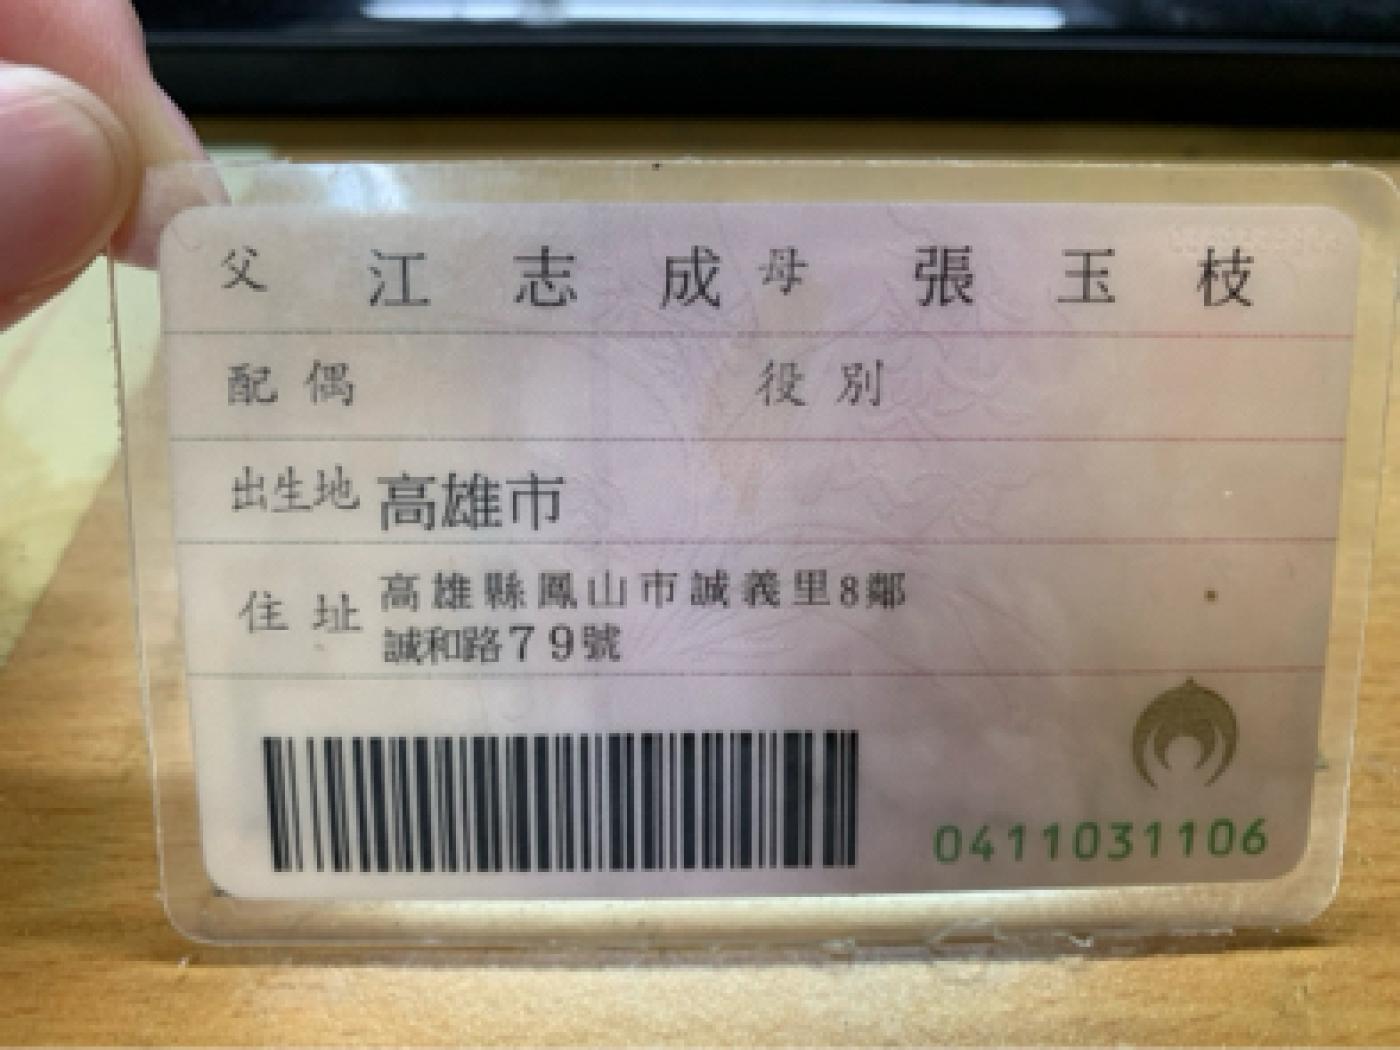 父 江志成 母 張玉枝
配偶 役別
出生地 高雄市
住址 高雄縣鳳山市誠義里8鄰
誠和路79號
0411031106